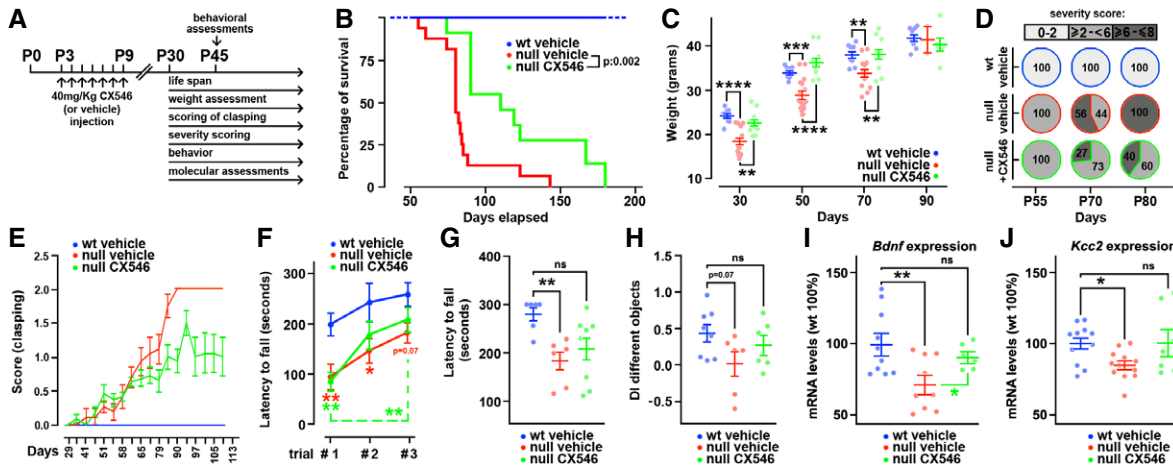 A
behavioral
assessments
P0 P3 P9 P30 P45
40mg/Kg CX546
(or vehicle)
injection
life span
weight assessment
scoring of clasping
severity scoring
behavior
molecular assessments
B
Percentage of survival
100
75
50
25
0
50 100 150 200
Days elapsed
wt vehicle
null vehicle
null CX546
p:0.002
C
Weight (grams)
40
30
20
10
**** *** **
** **** **
wt vehicle
null vehicle
null CX546
30 50 70 90
Days
D
severity score:
0-2 ⩾2-<6 ⩾6-⩽8
wt
vehicle
100 100 100
null
vehicle
100 56 44 100
null
+CX546
100 27 73 40 60
P55 P70 P80
Days
E
wt vehicle
null vehicle
null CX546
Score (clasping)
2.5
2.0
1.5
1.0
0.5
0.0
Days 29 41 51 58 65 79 90 97 105 113
F
wt vehicle
null vehicle
null CX546
Latency to fall (seconds)
300
200
100
0
p=0.07
*
**
**
**
trial #1 #2 #3
G
Latency to fall
(seconds)
400
300
200
100
0
ns
**
wt vehicle
null vehicle
null CX546
H
DI different objects
1.5
1.0
0.5
0.0
-0.5
ns
p=0.07
wt vehicle
null vehicle
null CX546
I
Bdnf expression
mRNA levels (wt 100%)
150
100
50
ns
**
*
wt vehicle
null vehicle
null CX546
J
Kcc2 expression
mRNA levels (wt 100%)
150
100
50
ns
*
wt vehicle
null vehicle
null CX546